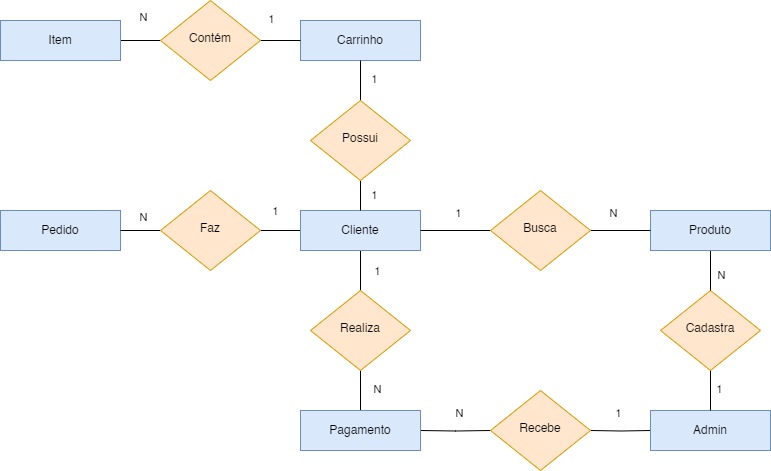 N 1
Item Contém Carrinho
1
Possui
1
N 1 1 N
Pedido Faz Cliente Busca Produto
1 N
Realiza Cadastra
N 1
N 1
Pagamento Recebe Admin